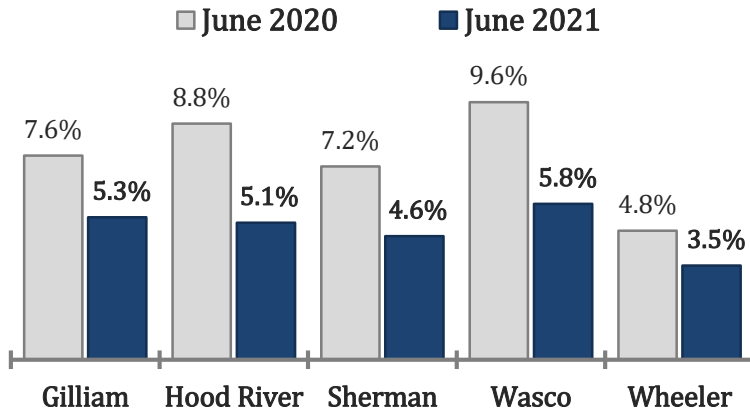 June 2020 June 2021
7.6% 5.3%
8.8% 5.1%
7.2% 4.6%
9.6% 5.8%
4.8% 3.5%
Gilliam Hood River Sherman Wasco Wheeler